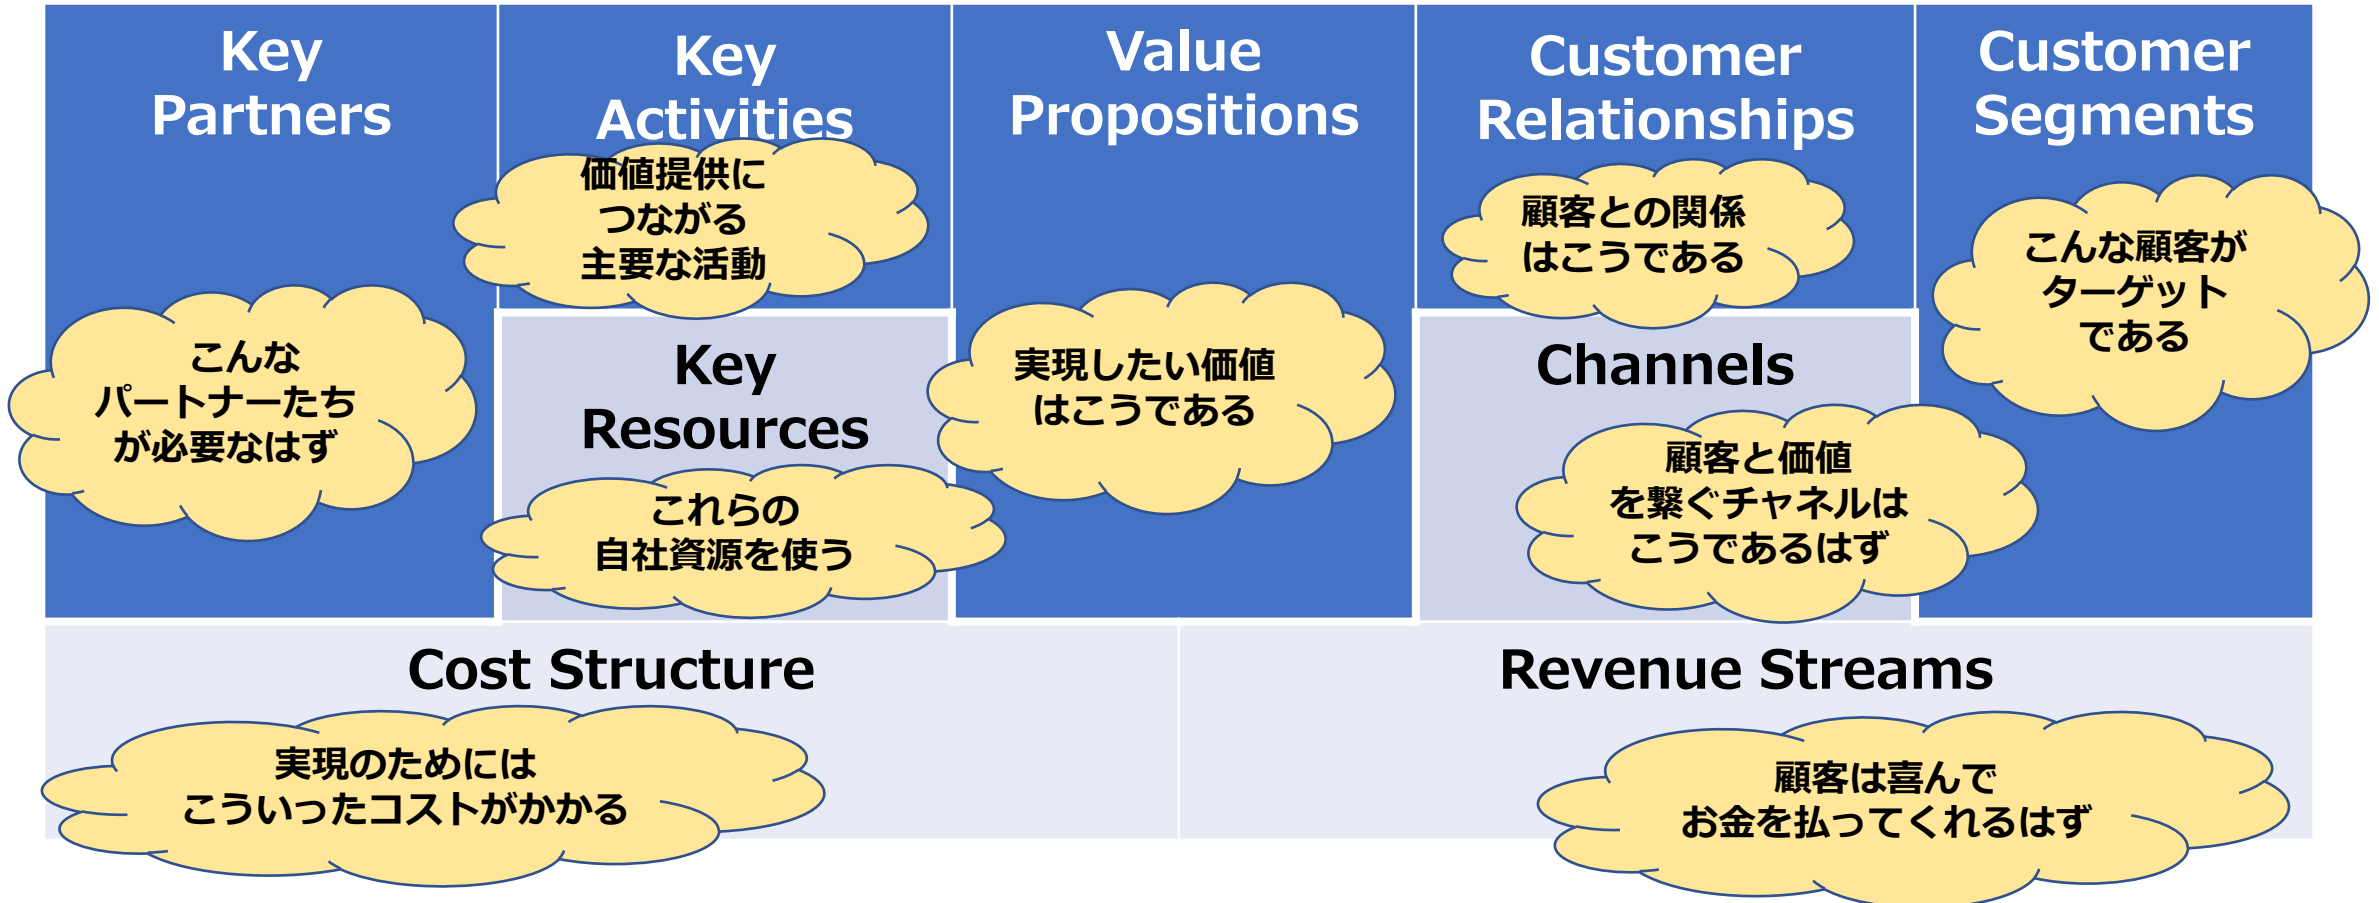 Key
Partners
こんな
パートナーたち
が必要なはず
Key
Activities
価値提供に
つながる
主要な活動
Key
Resources
これらの
自社資源を使う
Value
Propositions
実現したい価値
はこうである
Customer
Relationships
顧客との関係
はこうである
Channels
顧客と価値
を繋ぐチャネルは
こうであるはず
Customer
Segments
こんな顧客が
ターゲット
である
Cost Structure
実現のためには
こういったコストがかかる
Revenue Streams
顧客は喜んで
お金を払ってくれるはず